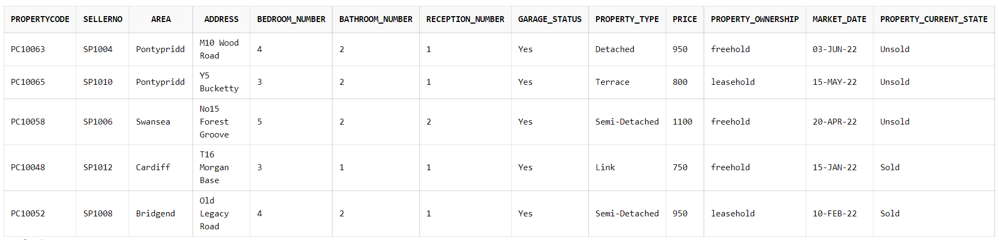 PROPERTYCODE SELLERNO AREA ADDRESS BEDROOM_NUMBER BATHROOM_NUMBER RECEPTION_NUMBER GARAGE_STATUS PROPERTY_TYPE PRICE PROPERTY_OWNERSHIP MARKET_DATE PROPERTY_CURRENT_STATE
PC10063 SP1004 Pontypridd M10 Wood Road 4 2 1 Yes Detached 950 freehold 03-JUN-22 Unsold
PC10065 SP1010 Pontypridd Y5 Bucketty 3 2 1 Yes Terrace 800 leasehold 15-MAY-22 Unsold
PC10058 SP1006 Swansea No15 Forest Groove 5 2 2 Yes Semi-Detached 1100 freehold 20-APR-22 Unsold
PC10048 SP1012 Cardiff T16 Morgan Base 3 1 1 Yes Link 750 freehold 15-JAN-22 Sold
PC10052 SP1008 Bridgend Old Legacy Road 4 2 1 Yes Semi-Detached 950 leasehold 10-FEB-22 Sold